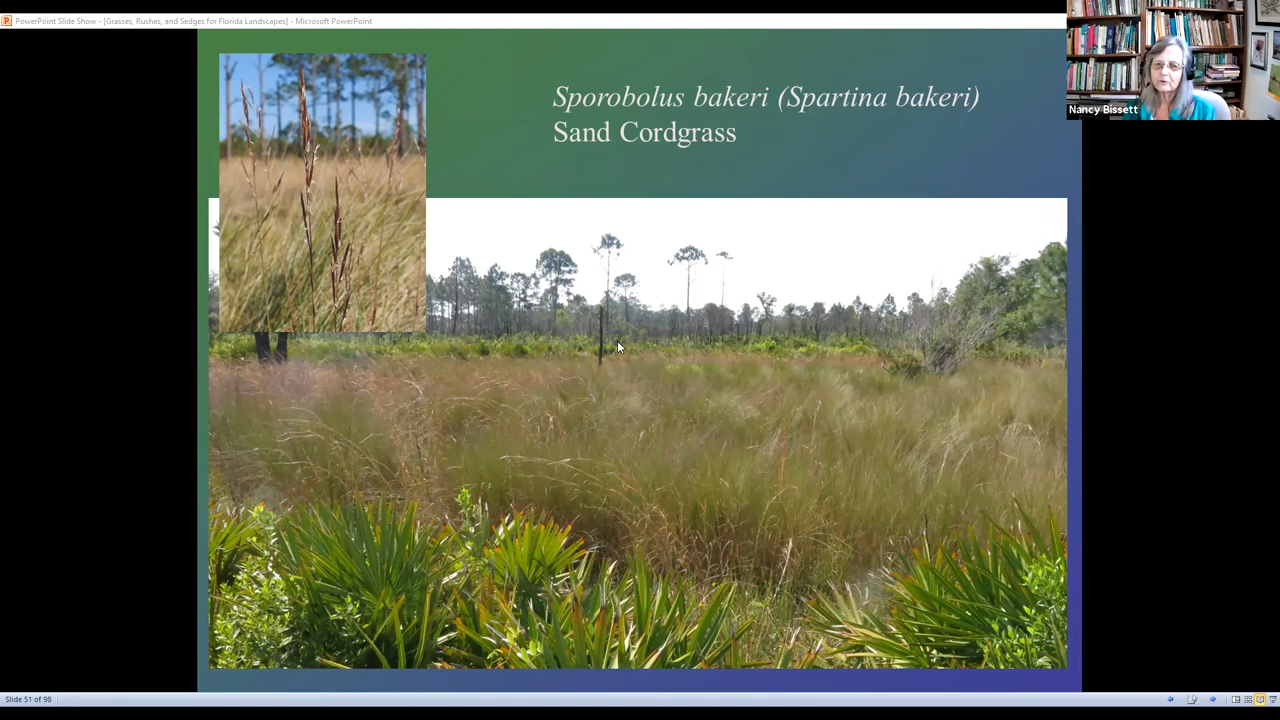 PowerPoint Slide Show - [Grasses, Rushes, and Sedges for Florida Landscapes] - Microsoft PowerPoint
Nancy Bissett
Sporobolus bakeri (Spartina bakeri)
Sand Cordgrass
Slide 51 of 98